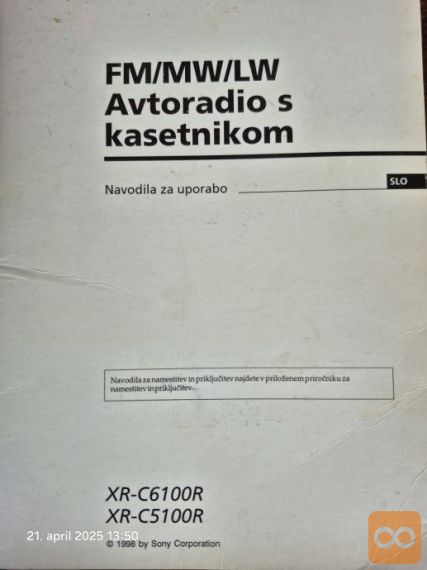 FM/MW/LW
Avtoradio s
kasetnikom
Navodila za uporabo
SLO
Navodila za namestitev in priključitev najdete v priloženem priročniku za
namestitev in priključitev.
XR-C6100R
XR-C5100R
21. april 2025 13:50
© 1998 by Sony Corporation